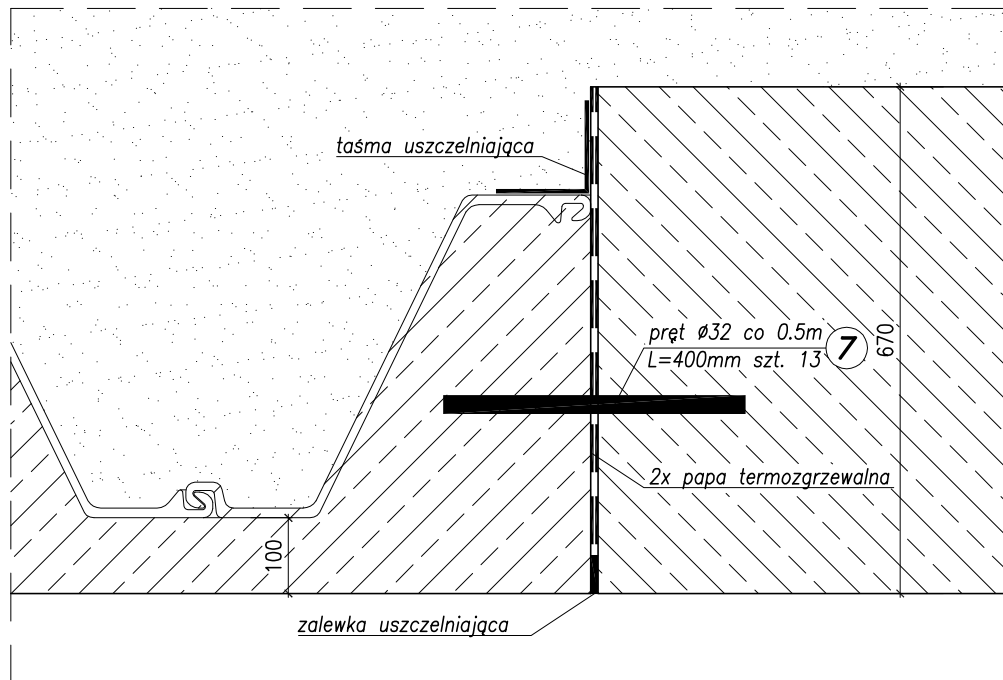 taśma uszczelniająca
pręt ø32 co 0.5m
L=400mm szt. 13
7
670
2x papa termozgrzewalna
100
zalewka uszczelniająca